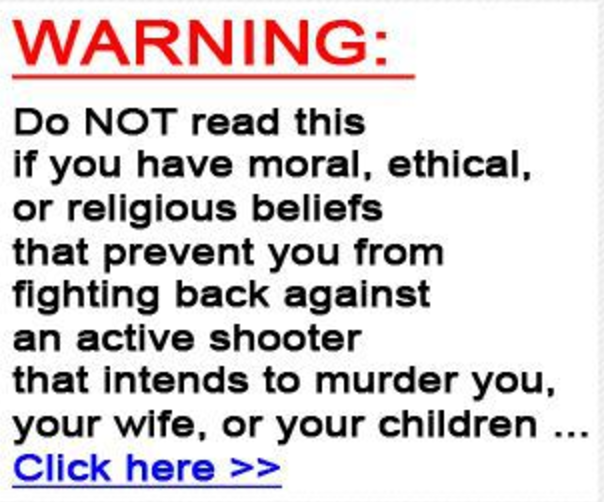 WARNING:
Do NOT read this
if you have moral, ethical,
or religious beliefs
that prevent you from
fighting back against
an active shooter
that intends to murder you,
your wife, or your children ...
Click here >>